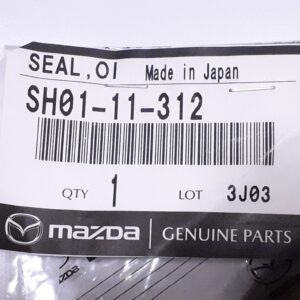 SEAL,OI Made in Japan
SH01-11-312
QTY 1 LOT 3J03
mazda GENUINE PARTS